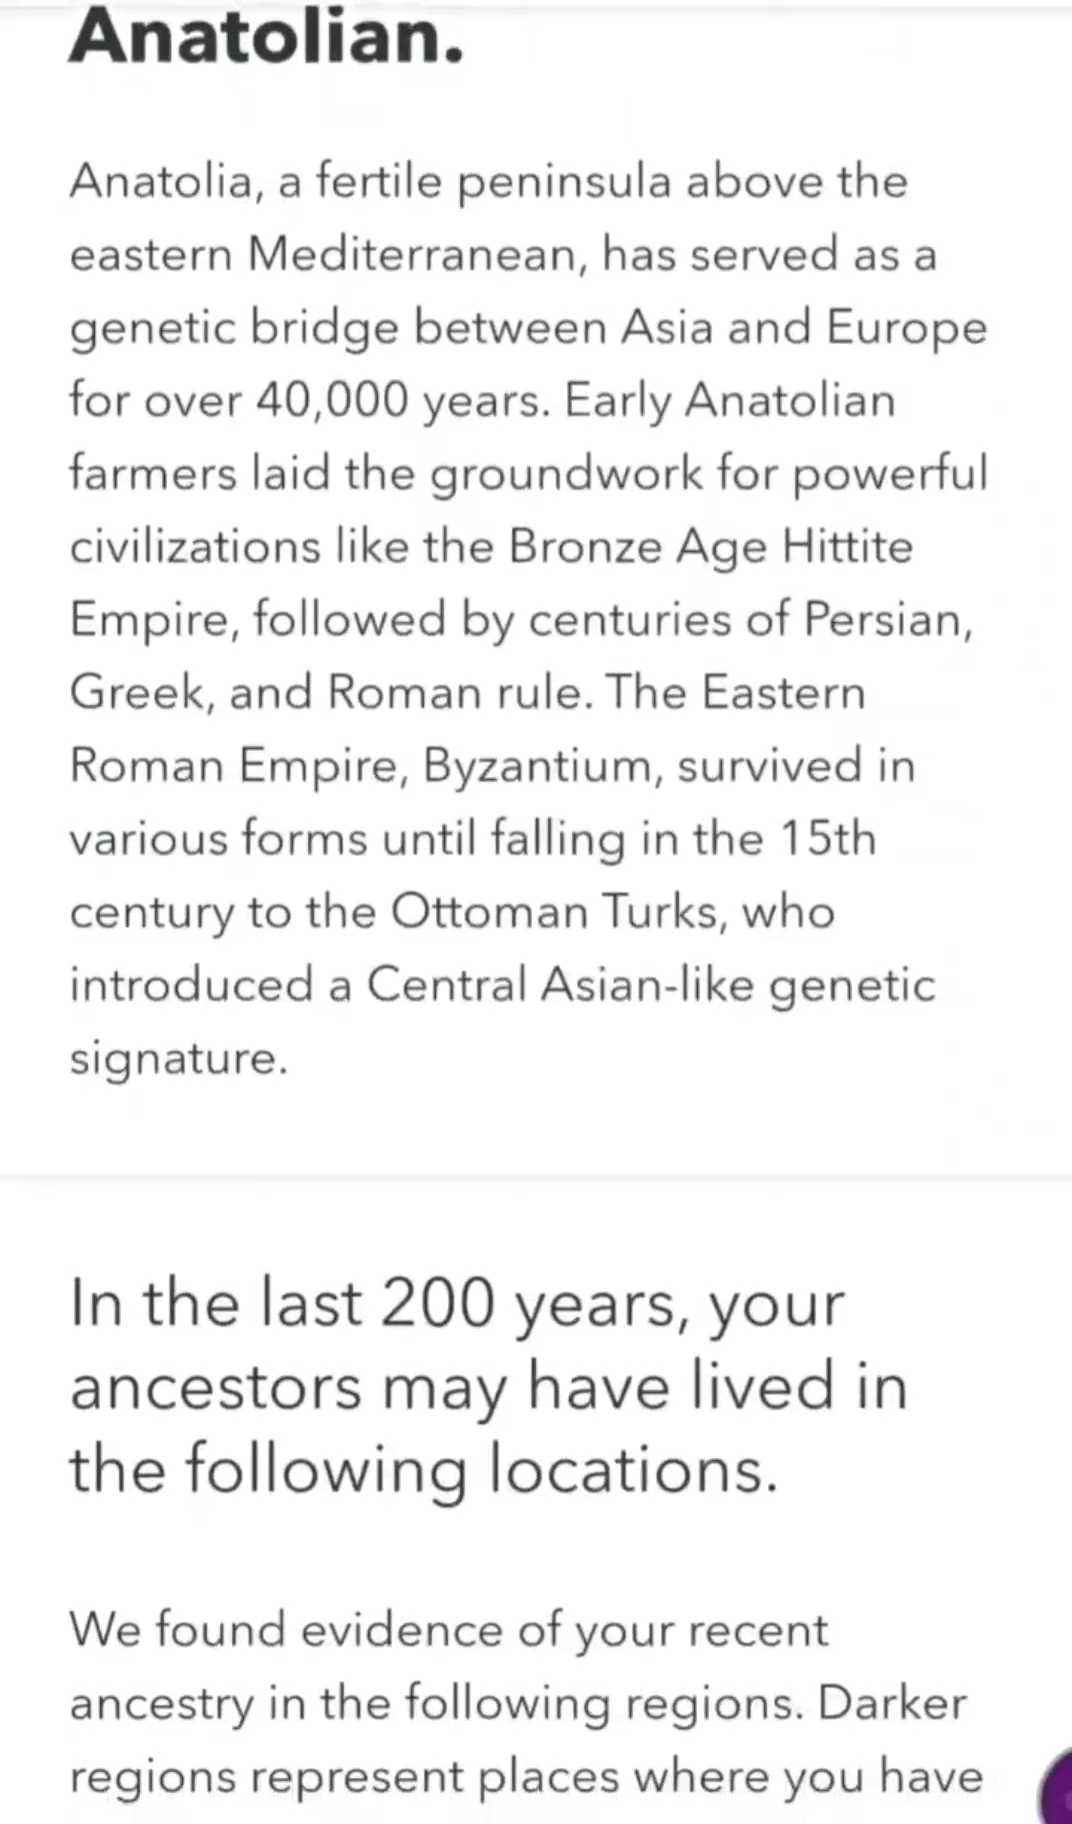 Anatolian.
Anatolia, a fertile peninsula above the
eastern Mediterranean, has served as a
genetic bridge between Asia and Europe
for over 40,000 years. Early Anatolian
farmers laid the groundwork for powerful
civilizations like the Bronze Age Hittite
Empire, followed by centuries of Persian,
Greek, and Roman rule. The Eastern
Roman Empire, Byzantium, survived in
various forms until falling in the 15th
century to the Ottoman Turks, who
introduced a Central Asian-like genetic
signature.
In the last 200 years, your
ancestors may have lived in
the following locations.
We found evidence of your recent
ancestry in the following regions. Darker
regions represent places where you have